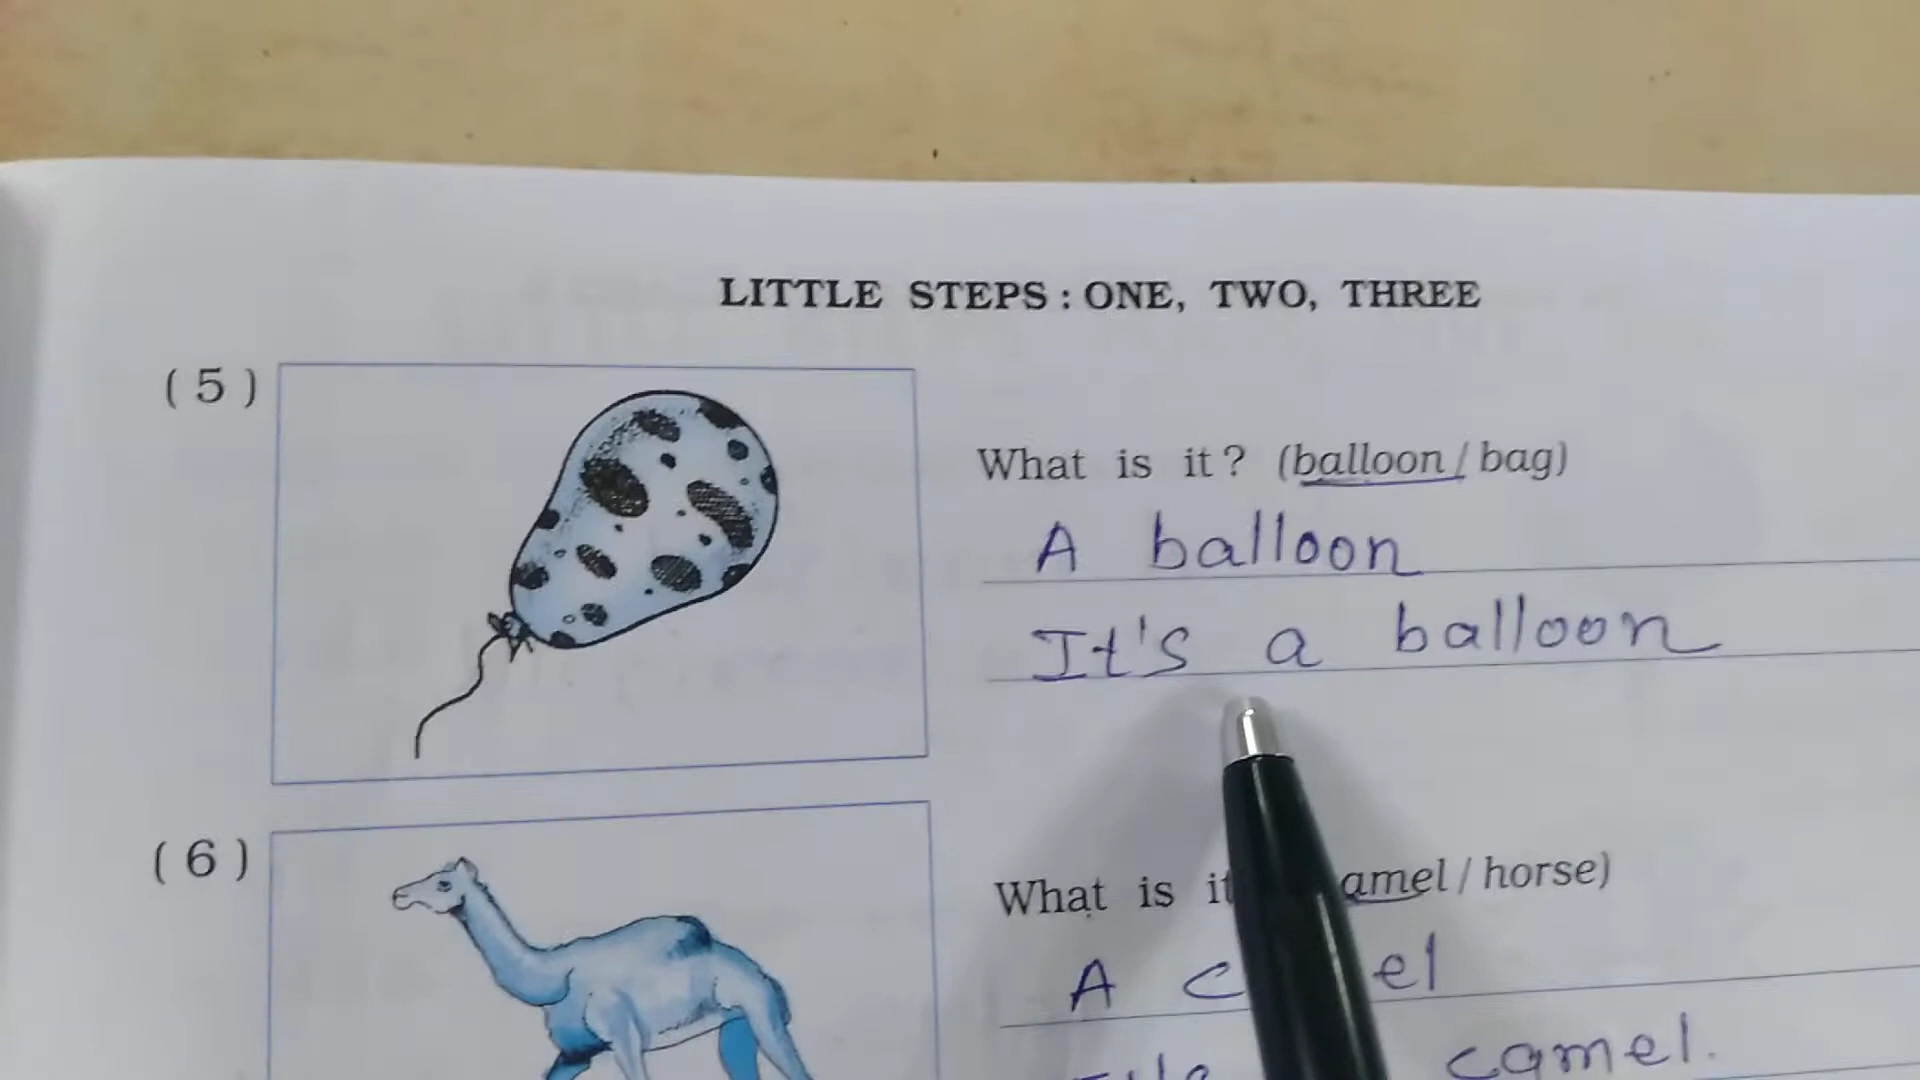 LITTLE STEPS : ONE, TWO, THREE
(5)
What is it? (balloon / bag)
A balloon
It's a balloon
(6)
What is it amel / horse)
A c el
camel.